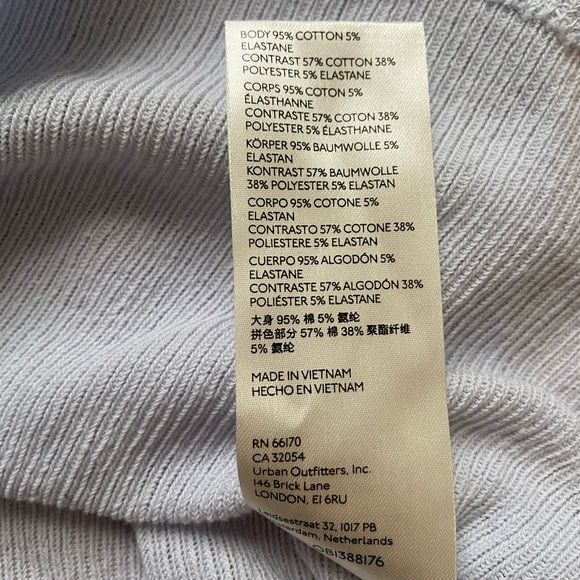 BODY 95% COTTON 5%
ELASTANE
CONTRAST 57% COTTON 38%
POLYESTER 5% ELASTANE
CORPS 95% COTON 5%
ÉLASTHANNE
CONTRASTE 57% COTON 38%
POLYESTER 5% ÉLASTHANNE
KÖRPER 95% BAUMWOLLE 5%
ELASTAN
KONTRAST 57% BAUMWOLLE
38% POLYESTER 5% ELASTAN
CORPO 95% COTONE 5%
ELASTAN
CONTRASTO 57% COTONE 38%
POLIESTERE 5% ELASTAN
CUERPO 95% ALGODÓN 5%
ELASTANE
CONTRASTE 57% ALGODÓN 38%
POLIÉSTER 5% ELASTANE
大身 95% 棉 5% 氨纶
拼色部分 57% 棉 38% 聚酯纤维
5% 氨纶
MADE IN VIETNAM
HECHO EN VIETNAM
RN 66170
CA 32054
Urban Outfitters, Inc.
146 Brick Lane
LONDON, E1 6RU
32, 1017 PB
Netherlands